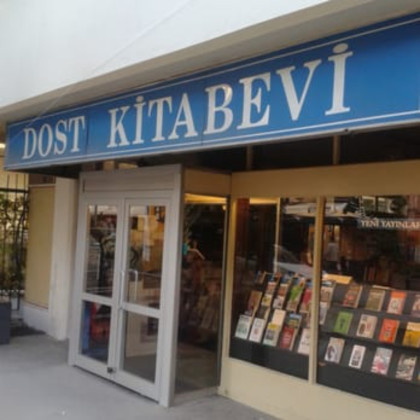 DOST KİTABEVİ
YENİ YAYINLAR